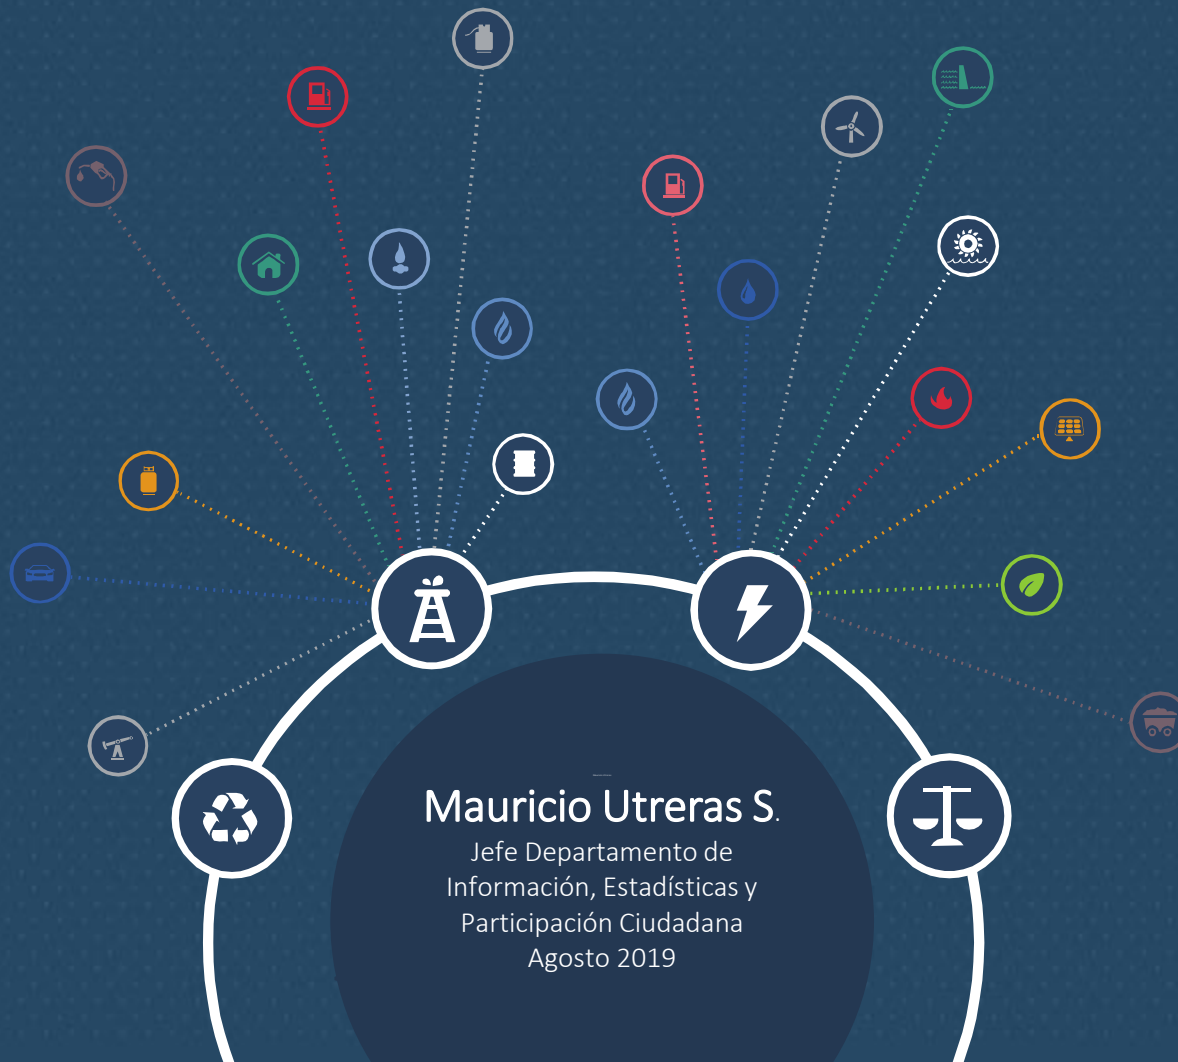 Mauricio Utreras S.
Jefe Departamento de
Información, Estadísticas y
Participación Ciudadana
Agosto 2019